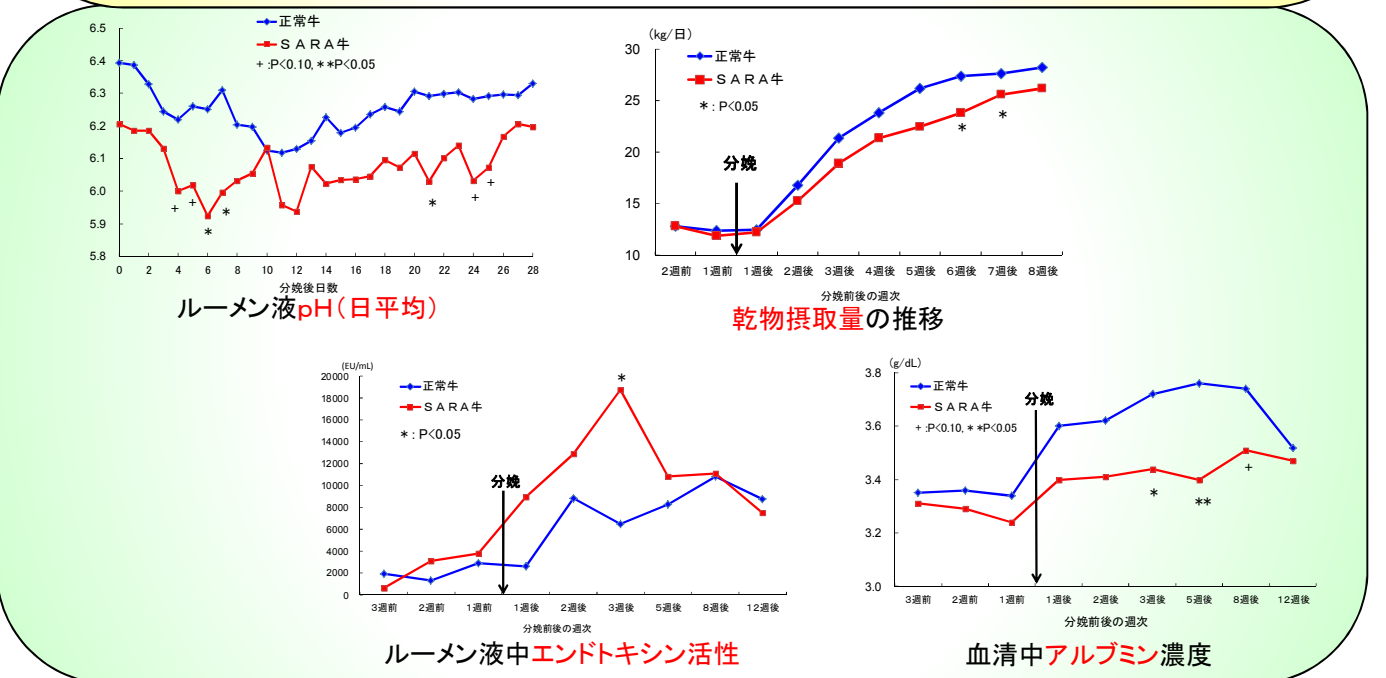 正常牛
SARA牛
+ :P<0.10, * *P<0.05
6.5
6.4
6.3
6.2
6.1
6.0
5.9
5.8
+
+
*
*
*
+
+
0 2 4 6 8 10 12 14 16 18 20 22 24 26 28
分娩後日数
ルーメン液pH(日平均)
(kg/日)
正常牛
SARA牛
* : P<0.05
30
25
20
15
10
分娩
*
*
2週前 1週前 1週後 2週後 3週後 4週後 5週後 6週後 7週後 8週後
分娩前後の週次
乾物摂取量の推移
(EU/mL)
正常牛
SARA牛
* : P<0.05
20000
18000
16000
14000
12000
10000
8000
6000
4000
2000
0
分娩
*
3週前 2週前 1週前 1週後 2週後 3週後 5週後 8週後 12週後
分娩前後の週次
ルーメン液中エンドトキシン活性
(g/dL)
正常牛
SARA牛
+ :P<0.10, * *P<0.05
3.8
3.6
3.4
3.2
3.0
分娩
*
**
+
3週前 2週前 1週前 1週後 2週後 3週後 5週後 8週後 12週後
分娩前後の週次
血清中アルブミン濃度